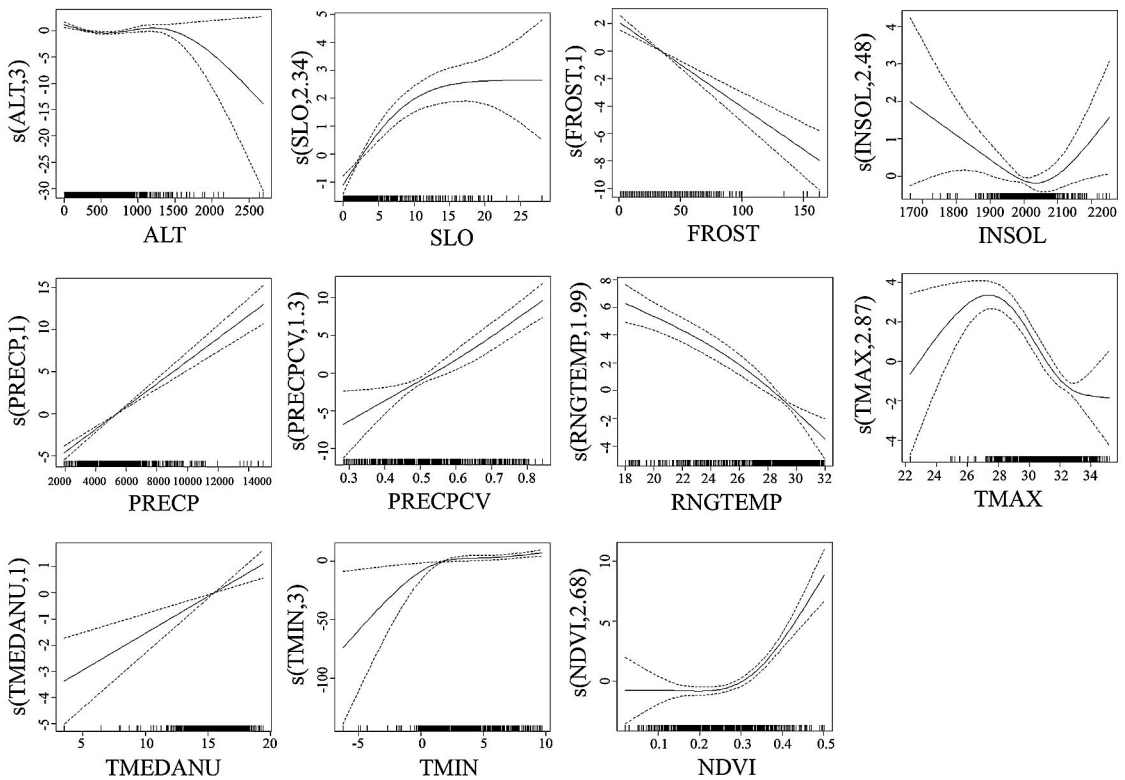 s(ALT,3)
0
-5
-10
-15
-20
-25
-30
0 500 1000 1500 2000 2500
ALT
s(SLO,2.34)
5
4
3
2
1
0
-1
0 5 10 15 20 25
SLO
s(FROST,1)
2
0
-2
-4
-6
-8
10
0 50 100 150
FROST
s(INSOL,2.48)
4
3
2
1
0
1700 1800 1900 2000 2100 2200
INSOL
s(PRECP,1)
15
10
5
0
-5
2000 4000 6000 8000 10000 12000 14000
PRECP
s(PRECPCV,1.3)
10
5
0
-5
-10
0.3 0.4 0.5 0.6 0.7 0.8
PRECPCV
s(RNGTEMP,1.99)
8
6
4
2
0
-2
-4
18 20 22 24 26 28 30 32
RNGTEMP
s(TMAX,2.87)
4
2
0
-2
-4
22 24 26 28 30 32 34
TMAX
s(TMEDANU,1)
1
0
-1
-2
-3
-4
-5
5 10 15 20
TMEDANU
s(TMIN,3)
0
-50
-100
-5 0 5 10
TMIN
s(NDVI,2.68)
10
5
0
0.1 0.2 0.3 0.4 0.5
NDVI